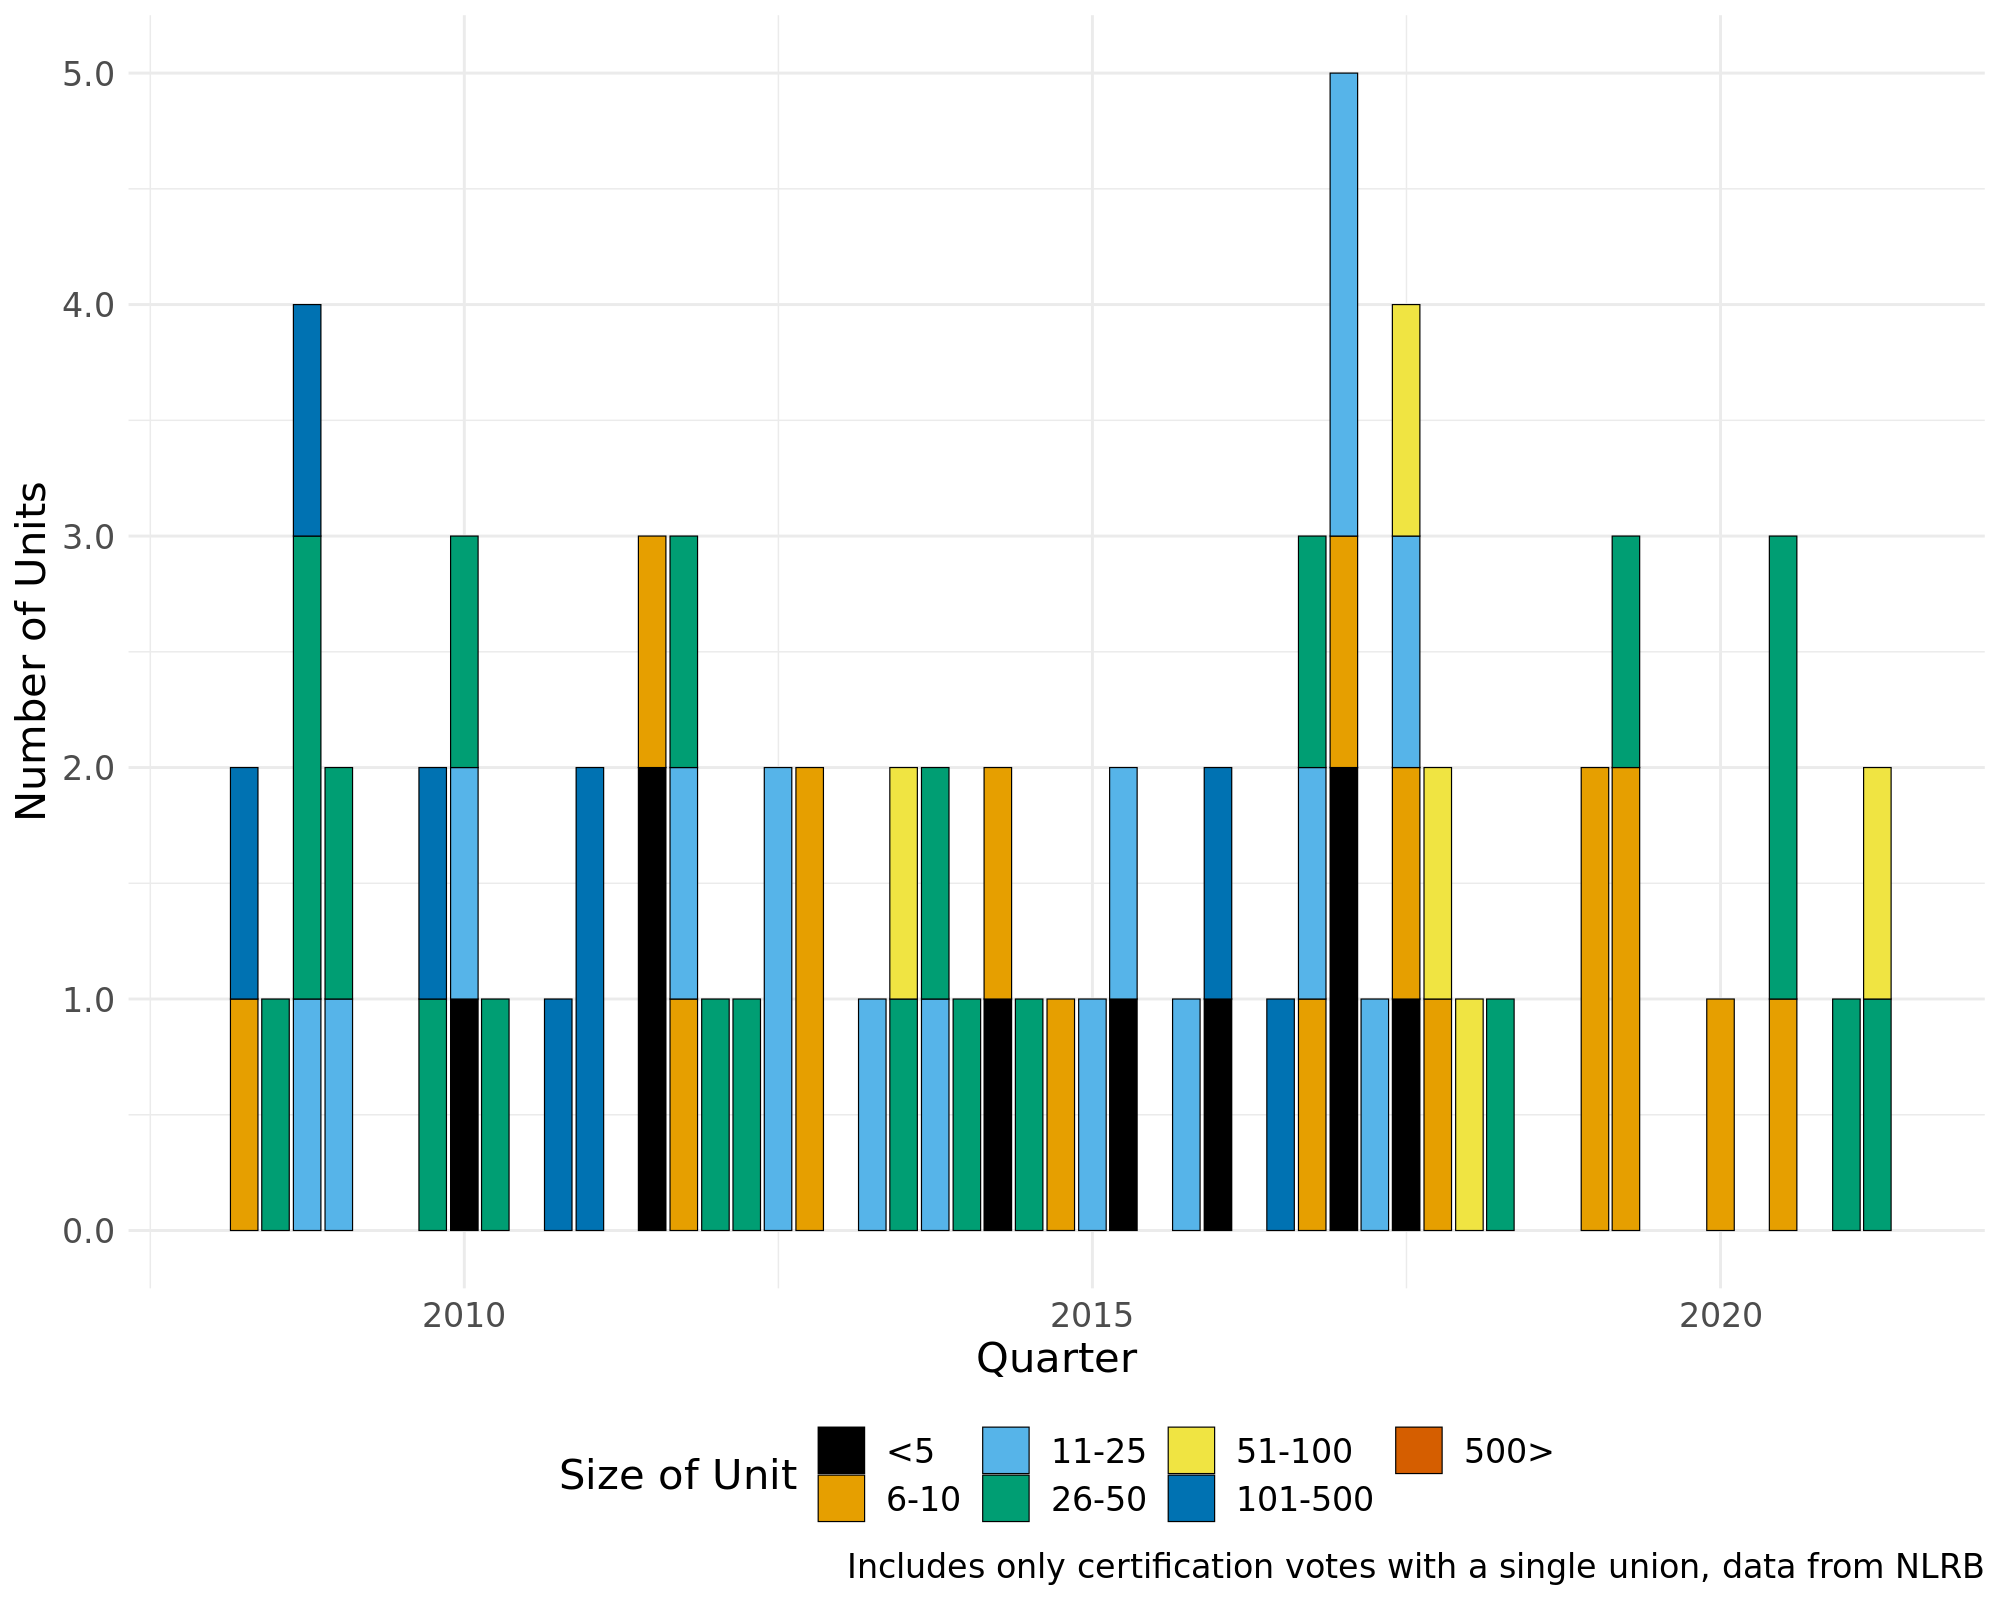 5.0
4.0
3.0
2.0
1.0
0.0
Number of Units
2010 2015 2020
Quarter
Size of Unit
<5 11-25 51-100 500>
6-10 26-50 101-500
Includes only certification votes with a single union, data from NLRB